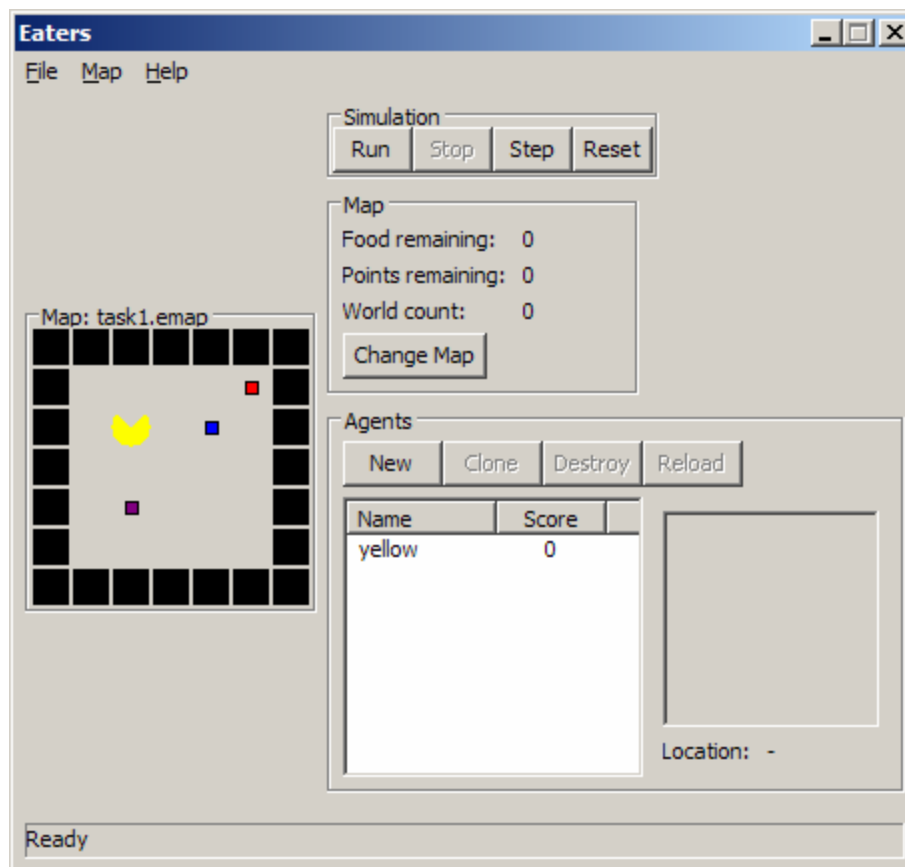 Eaters
File Map Help
Simulation
Run Stop Step Reset
Map
Food remaining: 0
Points remaining: 0
World count: 0
Change Map
Map: task1.emap
Agents
New Clone Destroy Reload
Name Score
yellow 0
Location: -
Ready